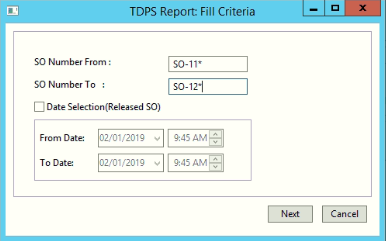 TDPS Report: Fill Criteria
SO Number From :
SO-11*
SO Number To :
SO-12*
Date Selection(Released SO)
From Date: 02/01/2019 9:45 AM
To Date: 02/01/2019 9:45 AM
Next Cancel